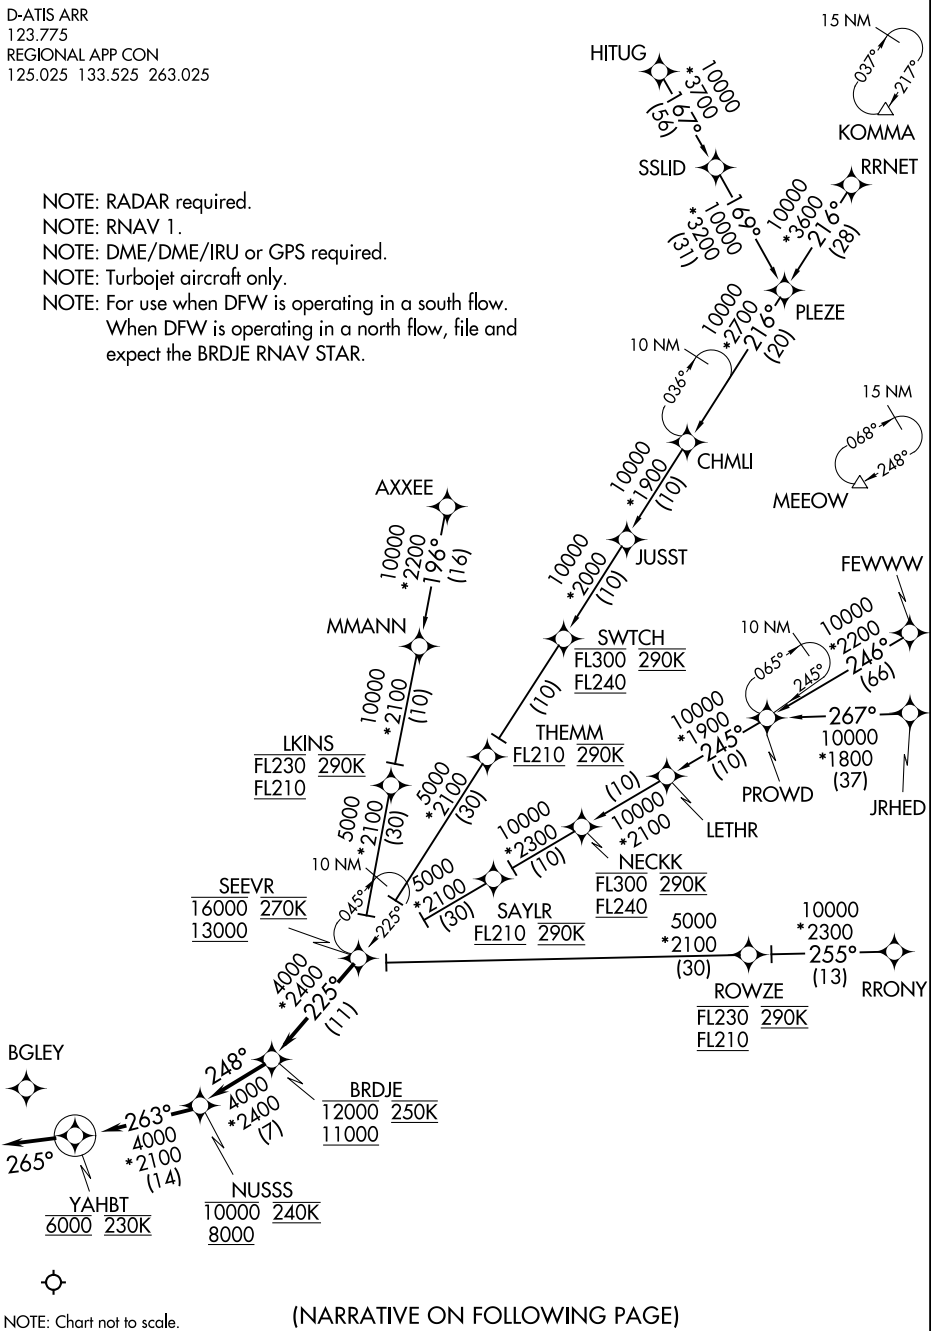 D-ATIS ARR
123.775
REGIONAL APP CON
125.025 133.525 263.025
NOTE: RADAR required.
NOTE: RNAV 1.
NOTE: DME/DME/IRU or GPS required.
NOTE: Turbojet aircraft only.
NOTE: For use when DFW is operating in a south flow.
When DFW is operating in a north flow, file and
expect the BRDJE RNAV STAR.
15 NM
037°
217°
KOMMA
HITUG
10000
*3700
167°
(56)
SSLID
169°
10000
*3200
(31)
RRNET
10000
*3600
216°
(28)
PLEZE
10000
*2700
216°
(20)
10 NM
036°
CHMLI
10000
*1900
(10)
JUSST
10000
*2000
(10)
SWTCH
FL300 290K
FL240
(10)
THEMM
FL210 290K
5000
*2100
(30)
15 NM
068°
248°
MEEOW
AXXEE
10000
*2200
196°
(16)
MMANN
10000
*2100
(10)
LKINS
FL230 290K
FL210
5000
*2100
(30)
FEWWW
10000
*2200
246°
(66)
10 NM
065°
245°
PROWD
267°
10000
*1800
(37)
JRHED
10000
*1900
245°
(10)
LETHR
(10)
10000
*2100
NECKK
FL300 290K
FL240
10000
*2300
(10)
SAYLR
FL210 290K
5000
*2100
(30)
10 NM
045°
225°
SEEVR
16000 270K
13000
5000
*2100
(30)
ROWZE
FL230 290K
FL210
10000
*2300
255°
(13)
RRONY
4000
*2400
225°
(11)
BRDJE
12000 250K
11000
248°
4000
*2400
(7)
NUSSS
10000 240K
8000
263°
4000
*2100
(14)
BGLEY
265°
YAHBT
6000 230K
NOTE: Chart not to scale.
(NARRATIVE ON FOLLOWING PAGE)